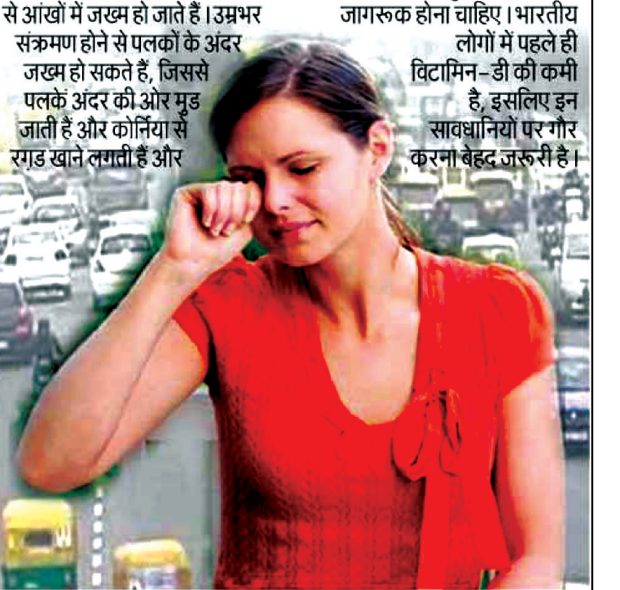 से आंखों में जख्म हो जाते हैं। उम्रभर
संक्रमण होने से पलकों के अंदर
जख्म हो सकते हैं, जिससे
पलकें अंदर की ओर मुड़
जाती हैं और कोर्निया से
रगड़ खाने लगती हैं और
जागरूक होना चाहिए। भारतीय
लोगों में पहले ही
विटामिन-डी की कमी
है, इसलिए इन
सावधानियों पर गौर
करना बेहद जरूरी है।